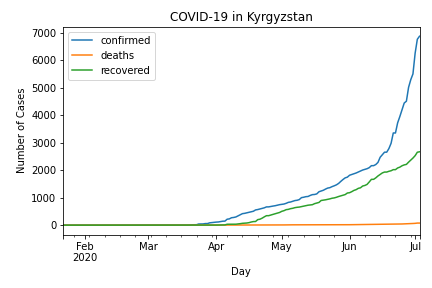 COVID-19 in Kyrgyzstan
confirmed
deaths
recovered
Number of Cases
7000
6000
5000
4000
3000
2000
1000
0
Feb
2020
Mar
Apr
May
Jun
Jul
Day